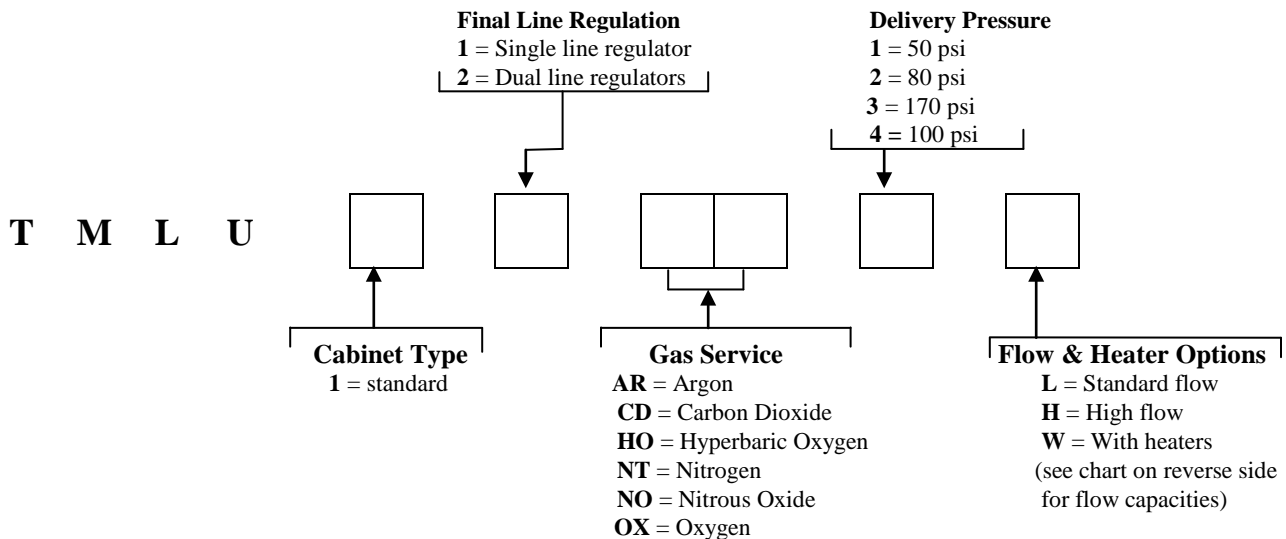 Final Line Regulation
1 = Single line regulator
2 = Dual line regulators
Delivery Pressure
1 = 50 psi
2 = 80 psi
3 = 170 psi
4 = 100 psi
T M L U
Cabinet Type
1 = standard
Gas Service
AR = Argon
CD = Carbon Dioxide
HO = Hyperbaric Oxygen
NT = Nitrogen
NO = Nitrous Oxide
OX = Oxygen
Flow & Heater Options
L = Standard flow
H = High flow
W = With heaters
(see chart on reverse side
for flow capacities)